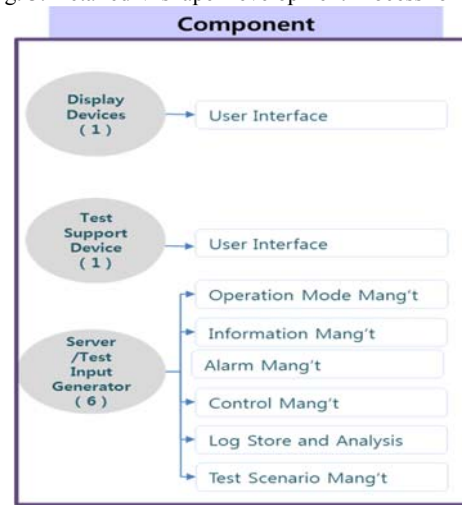 Component
Display
Devices
( 1 )
User Interface
Test
Support
Device
( 1 )
User Interface
Server
/Test
Input
Generator
( 6 )
Operation Mode Mang't
Information Mang't
Alarm Mang't
Control Mang't
Log Store and Analysis
Test Scenario Mang't